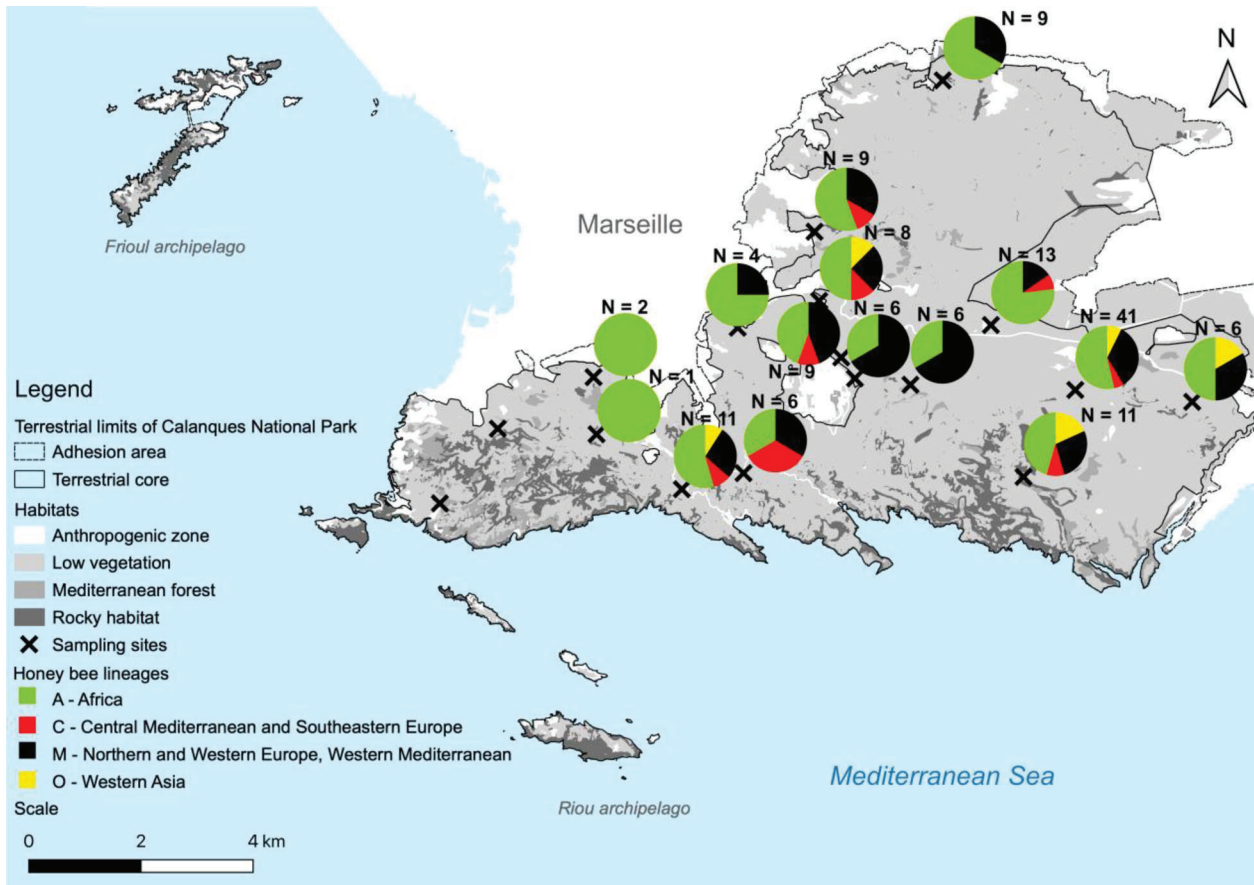 N = 9
N
N = 9
Marseille
N = 8
Frioul archipelago
N = 4
N = 13
N = 2
N = 6
N = 6
N = 41
N = 6
N = 1
N = 9
N = 6
N = 11
N = 11
Legend
Terrestrial limits of Calanques National Park
Adhesion area
Terrestrial core
Habitats
Anthropogenic zone
Low vegetation
Mediterranean forest
Rocky habitat
Sampling sites
Honey bee lineages
A - Africa
C - Central Mediterranean and Southeastern Europe
M - Northern and Western Europe, Western Mediterranean
O - Western Asia
Scale
0 2 4 km
Mediterranean Sea
Riou archipelago